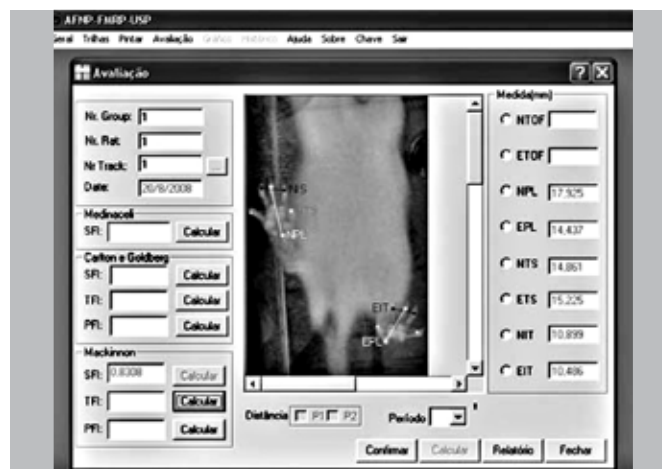 AFNP-FMRP-USP
Geral Trilhas Pintar Avaliação Gráfico Histórico Ajuda Sobre Chave Sair
Avaliação
Nr. Group: 1
Nr. Rat: 1
Nr Track: 1 ...
Date: 20/8/2008
Medinaceli
SFI: Calcular
Carlton e Goldberg
SFI: Calcular
TFI: Calcular
PFI: Calcular
Mackinnon
SFI: 0.8308 Calcular
TFI: Calcular
PFI: Calcular
NIS
NPL
EIT
EPL
Distância P1 P2 Período
Medida(mm)
NTOF
ETOF
NPL 17,925
EPL 14,437
NTS 14,861
ETS 15,225
NIT 10,899
EIT 10,486
Confirmar Calcular Relatório Fechar